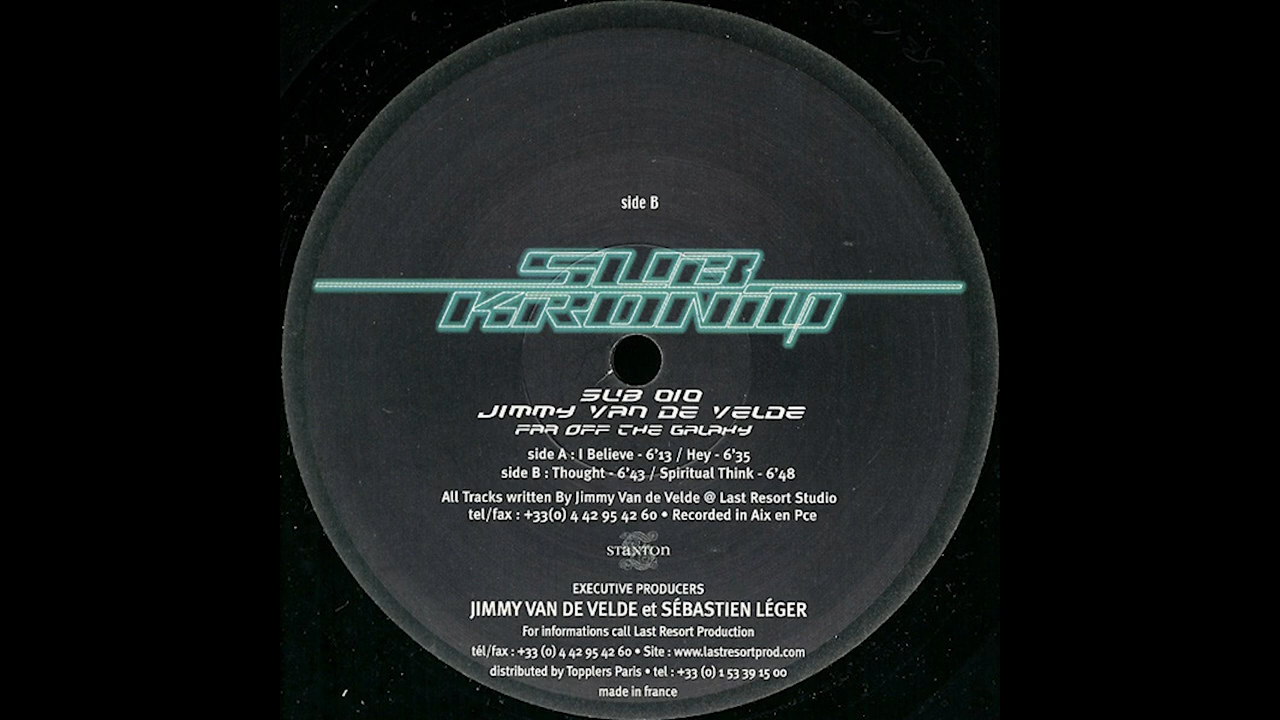 side B
SUB
KRONIY
SUB 010
JIMMY VAN DE VELDE
FAR OFF THE GALAXY
side A : I Believe - 6'13 / Hey - 6'35
side B : Thought - 6'43 / Spiritual Think - 6'48
All Tracks written By Jimmy Van de Velde @ Last Resort Studio
tel/fax : +33(0) 4 42 95 42 60 • Recorded in Aix en Pce
STANTON
EXECUTIVE PRODUCERS
JIMMY VAN DE VELDE et SÉBASTIEN LÉGER
For informations call Last Resort Production
tél/fax : +33 (0) 4 42 95 42 60 • Site : www.lastresortprod.com
distributed by Topplers Paris • tel : +33 (0) 1 53 39 15 00
made in france